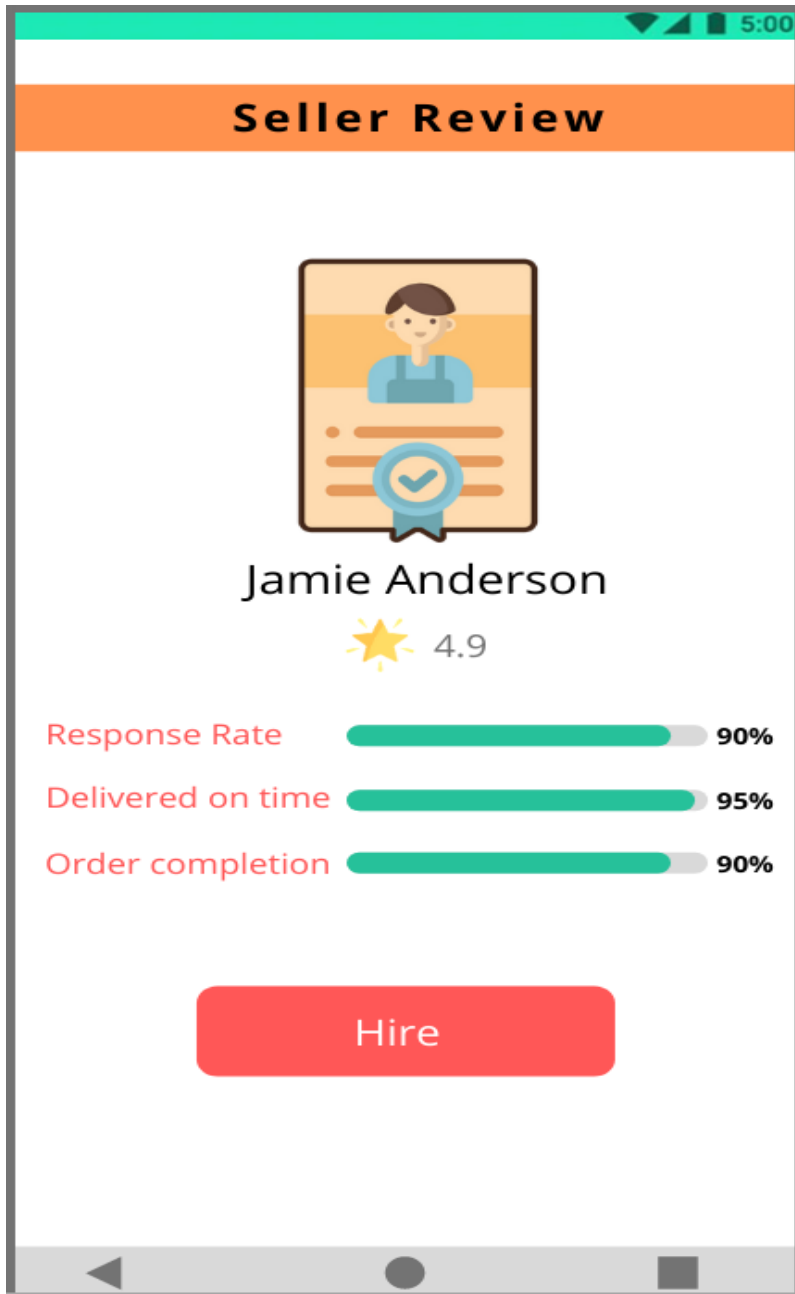 5:00
Seller Review
Jamie Anderson
4.9
Response Rate 90%
Delivered on time 95%
Order completion 90%
Hire